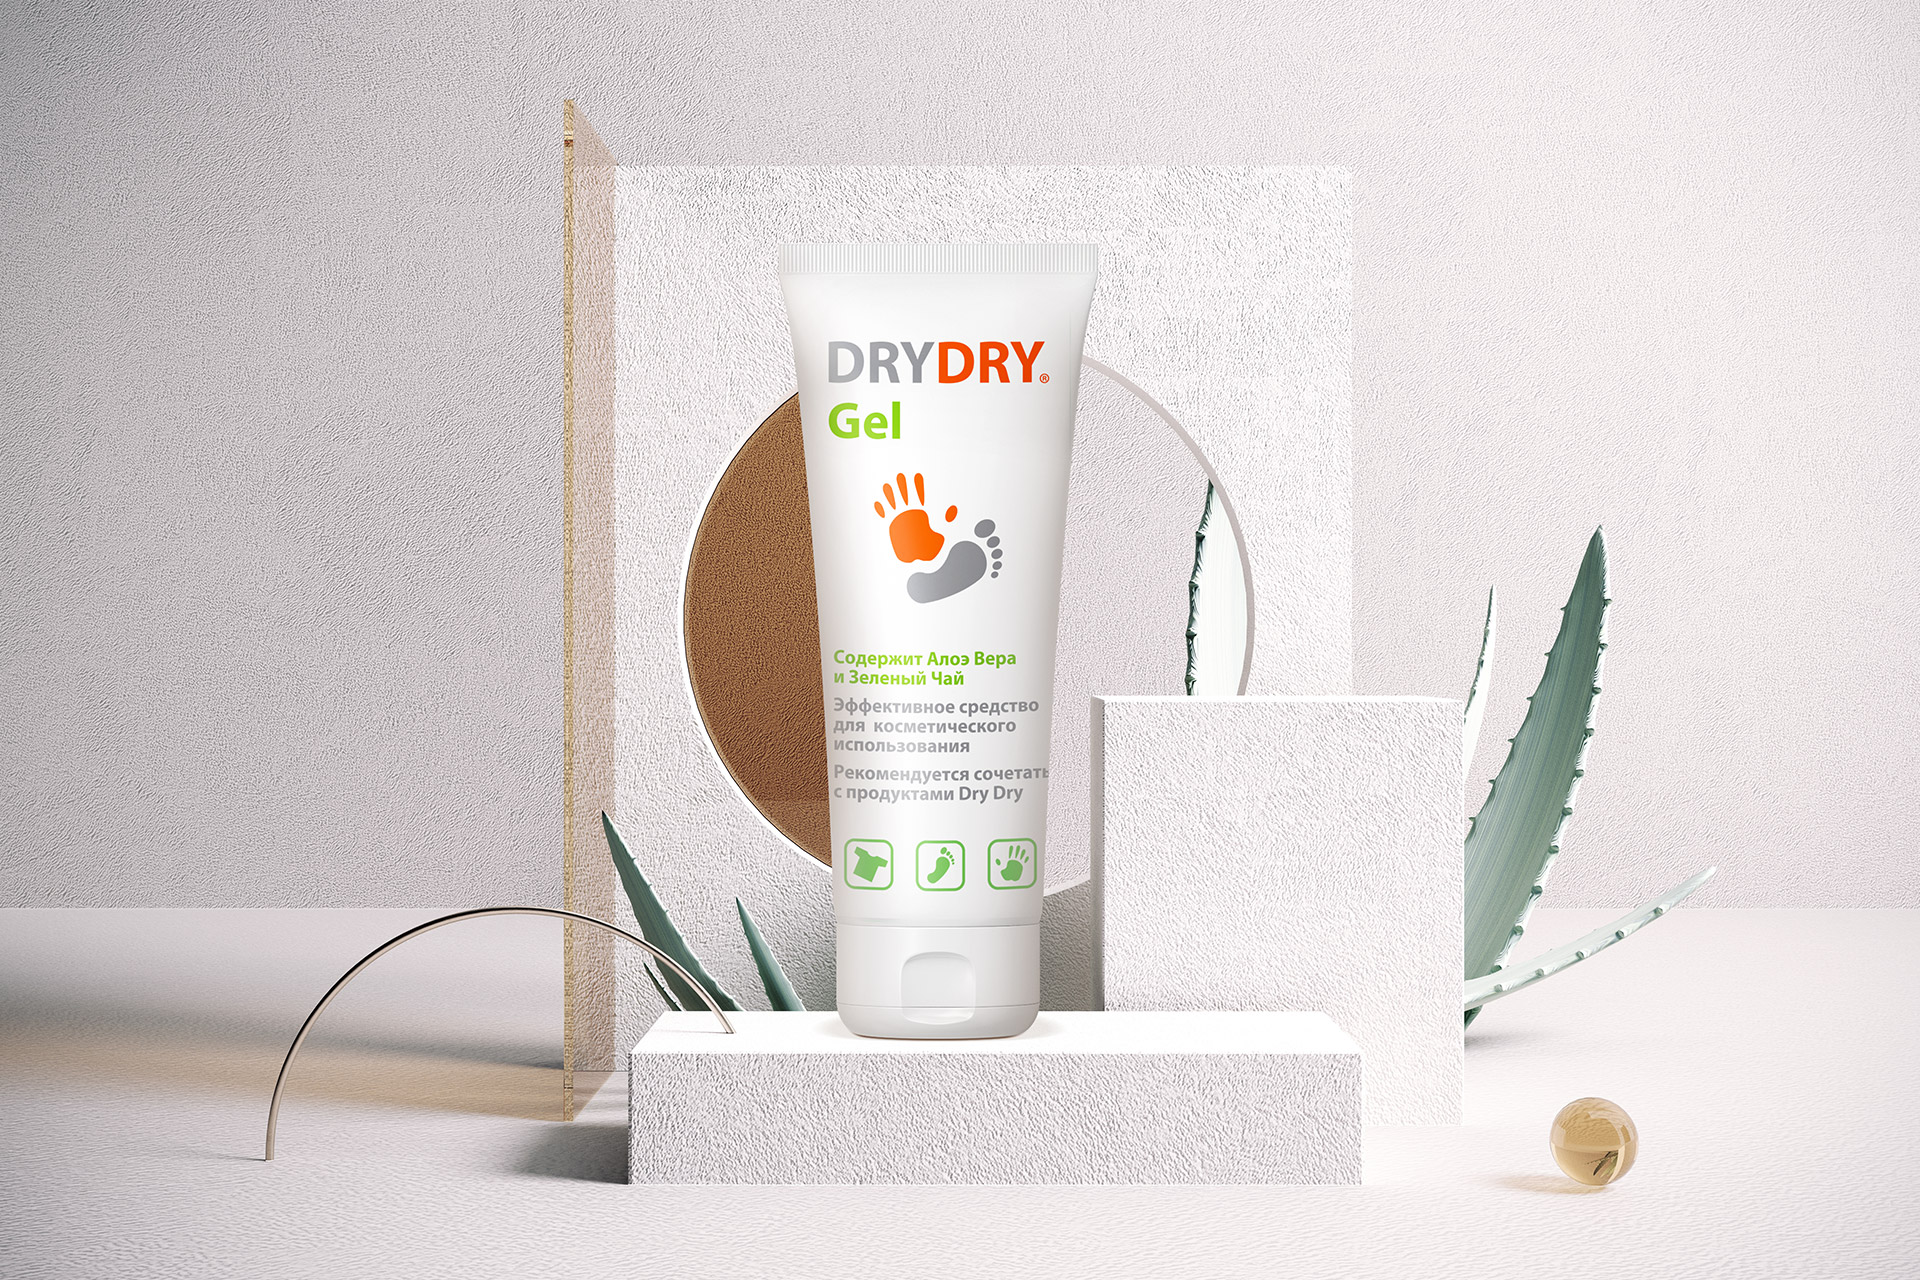 DRYDRY®
Gel
Содержит Алоэ Вера
и Зеленый Чай
Эффективное средство
для косметического
использования
Рекомендуется сочетать
с продуктами Dry Dry